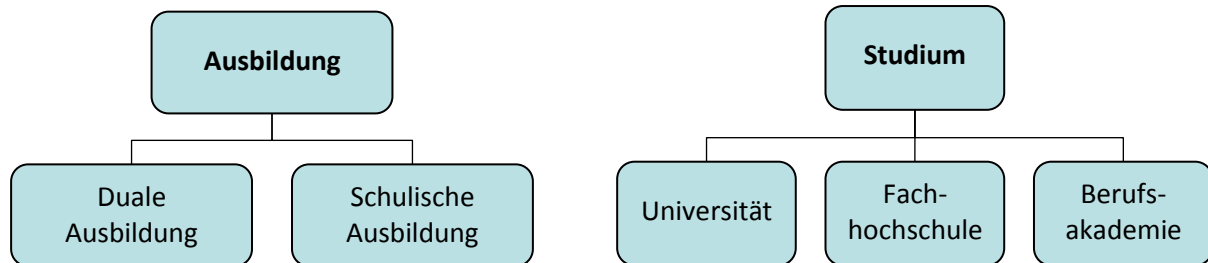 Ausbildung
Duale
Ausbildung
Schulische
Ausbildung
Studium
Universität
Fach-
hochschule
Berufs-
akademie